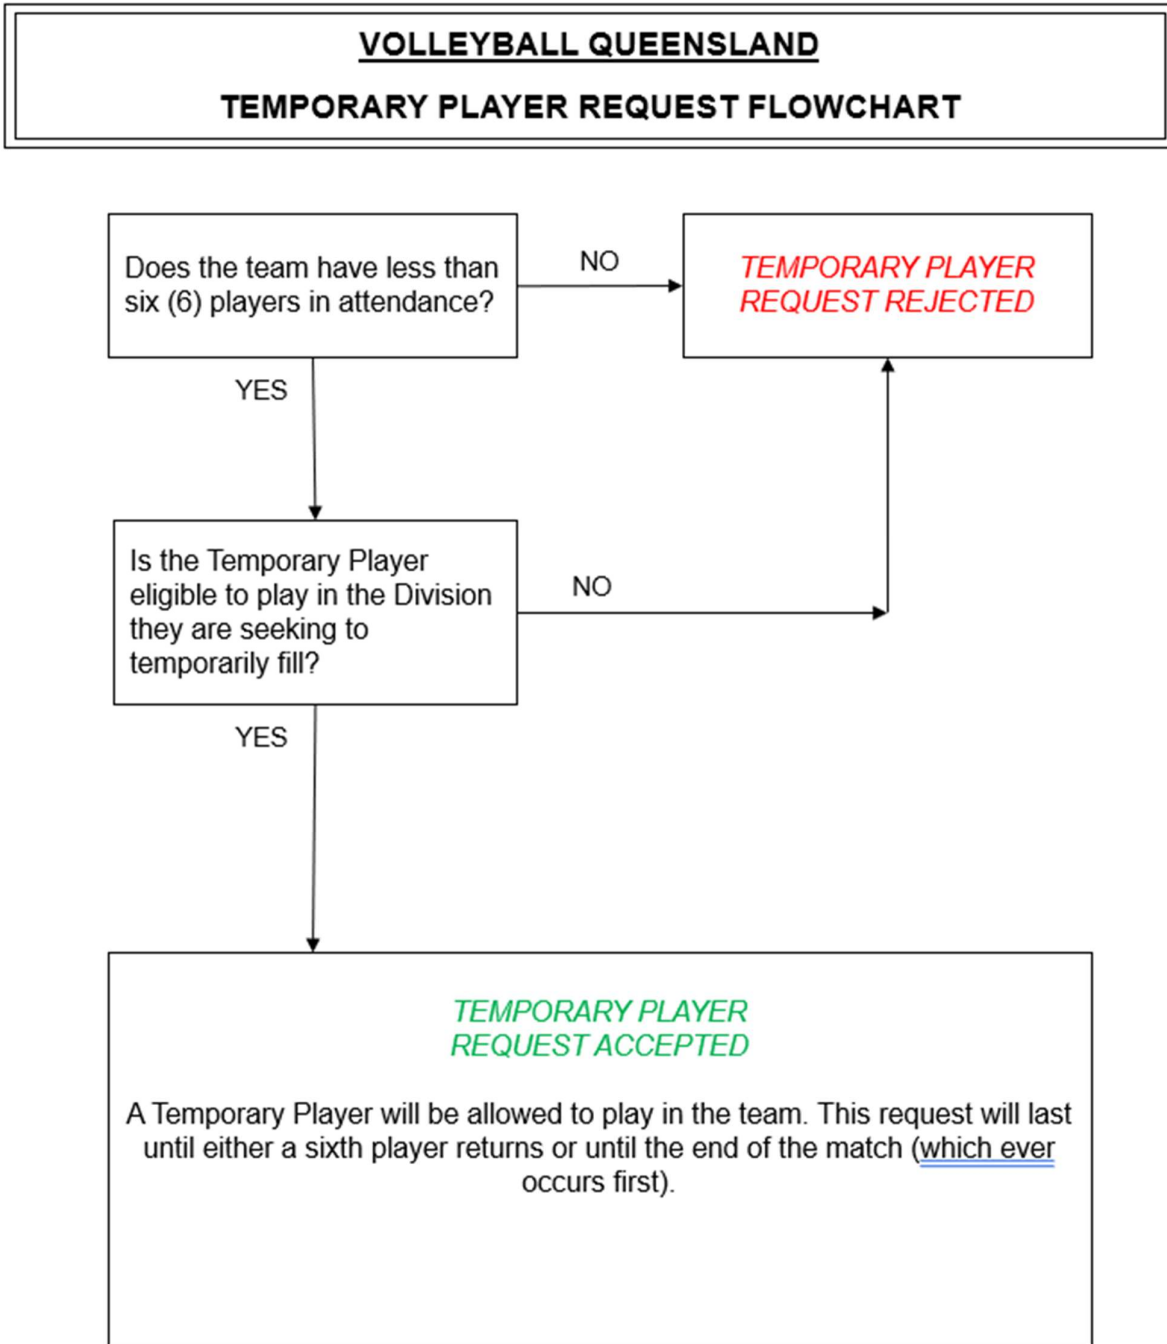 VOLLEYBALL QUEENSLAND
TEMPORARY PLAYER REQUEST FLOWCHART
Does the team have less than
six (6) players in attendance?
NO
TEMPORARY PLAYER
REQUEST REJECTED
YES
Is the Temporary Player
eligible to play in the Division
they are seeking to
temporarily fill?
NO
YES
TEMPORARY PLAYER
REQUEST ACCEPTED
A Temporary Player will be allowed to play in the team. This request will last
until either a sixth player returns or until the end of the match (which ever
occurs first).